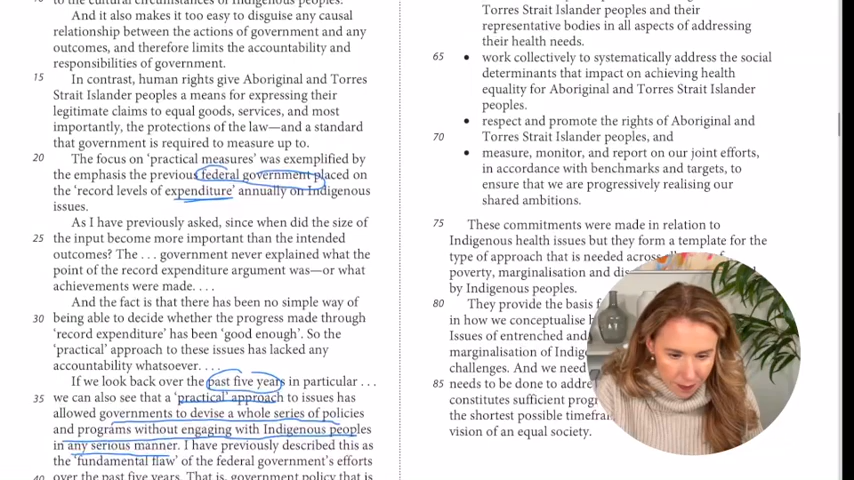 to the cultural circumstances of Indigenous peoples.
And it also makes it too easy to disguise any causal
relationship between the actions of government and any
outcomes, and therefore limits the accountability and
responsibilities of government.
15 In contrast, human rights give Aboriginal and Torres
Strait Islander peoples a means for expressing their
legitimate claims to equal goods, services, and most
importantly, the protections of the law—and a standard
that government is required to measure up to.
20 The focus on ‘practical measures’ was exemplified by
the emphasis the previous federal government placed on
the ‘record levels of expenditure’ annually on Indigenous
issues.
As I have previously asked, since when did the size of
25 the input become more important than the intended
outcomes? The . . . government never explained what the
point of the record expenditure argument was—or what
achievements were made. . . .
And the fact is that there has been no simple way of
30 being able to decide whether the progress made through
‘record expenditure’ has been ‘good enough’. So the
‘practical’ approach to these issues has lacked any
accountability whatsoever. . . .
If we look back over the past five years in particular . . .
35 we can also see that a ‘practical’ approach to issues has
allowed governments to devise a whole series of policies
and programs without engaging with Indigenous peoples
in any serious manner. I have previously described this as
the ‘fundamental flaw’ of the federal government’s efforts
40 over the past five years. That is, government policy that is
Torres Strait Islander peoples and their
representative bodies in all aspects of addressing
their health needs.
65 • work collectively to systematically address the social
determinants that impact on achieving health
equality for Aboriginal and Torres Strait Islander
peoples.
• respect and promote the rights of Aboriginal and
70 Torres Strait Islander peoples, and
• measure, monitor, and report on our joint efforts,
in accordance with benchmarks and targets, to
ensure that we are progressively realising our
shared ambitions.
75 These commitments were made in relation to
Indigenous health issues but they form a template for the
type of approach that is needed across
poverty, marginalisation and
by Indigenous peoples.
80 They provide the basis
in how we conceptualise
Issues of entrenched and
marginalisation of
challenges. And we need
85 needs to be done to
constitutes sufficient
the shortest possible
vision of an equal society.